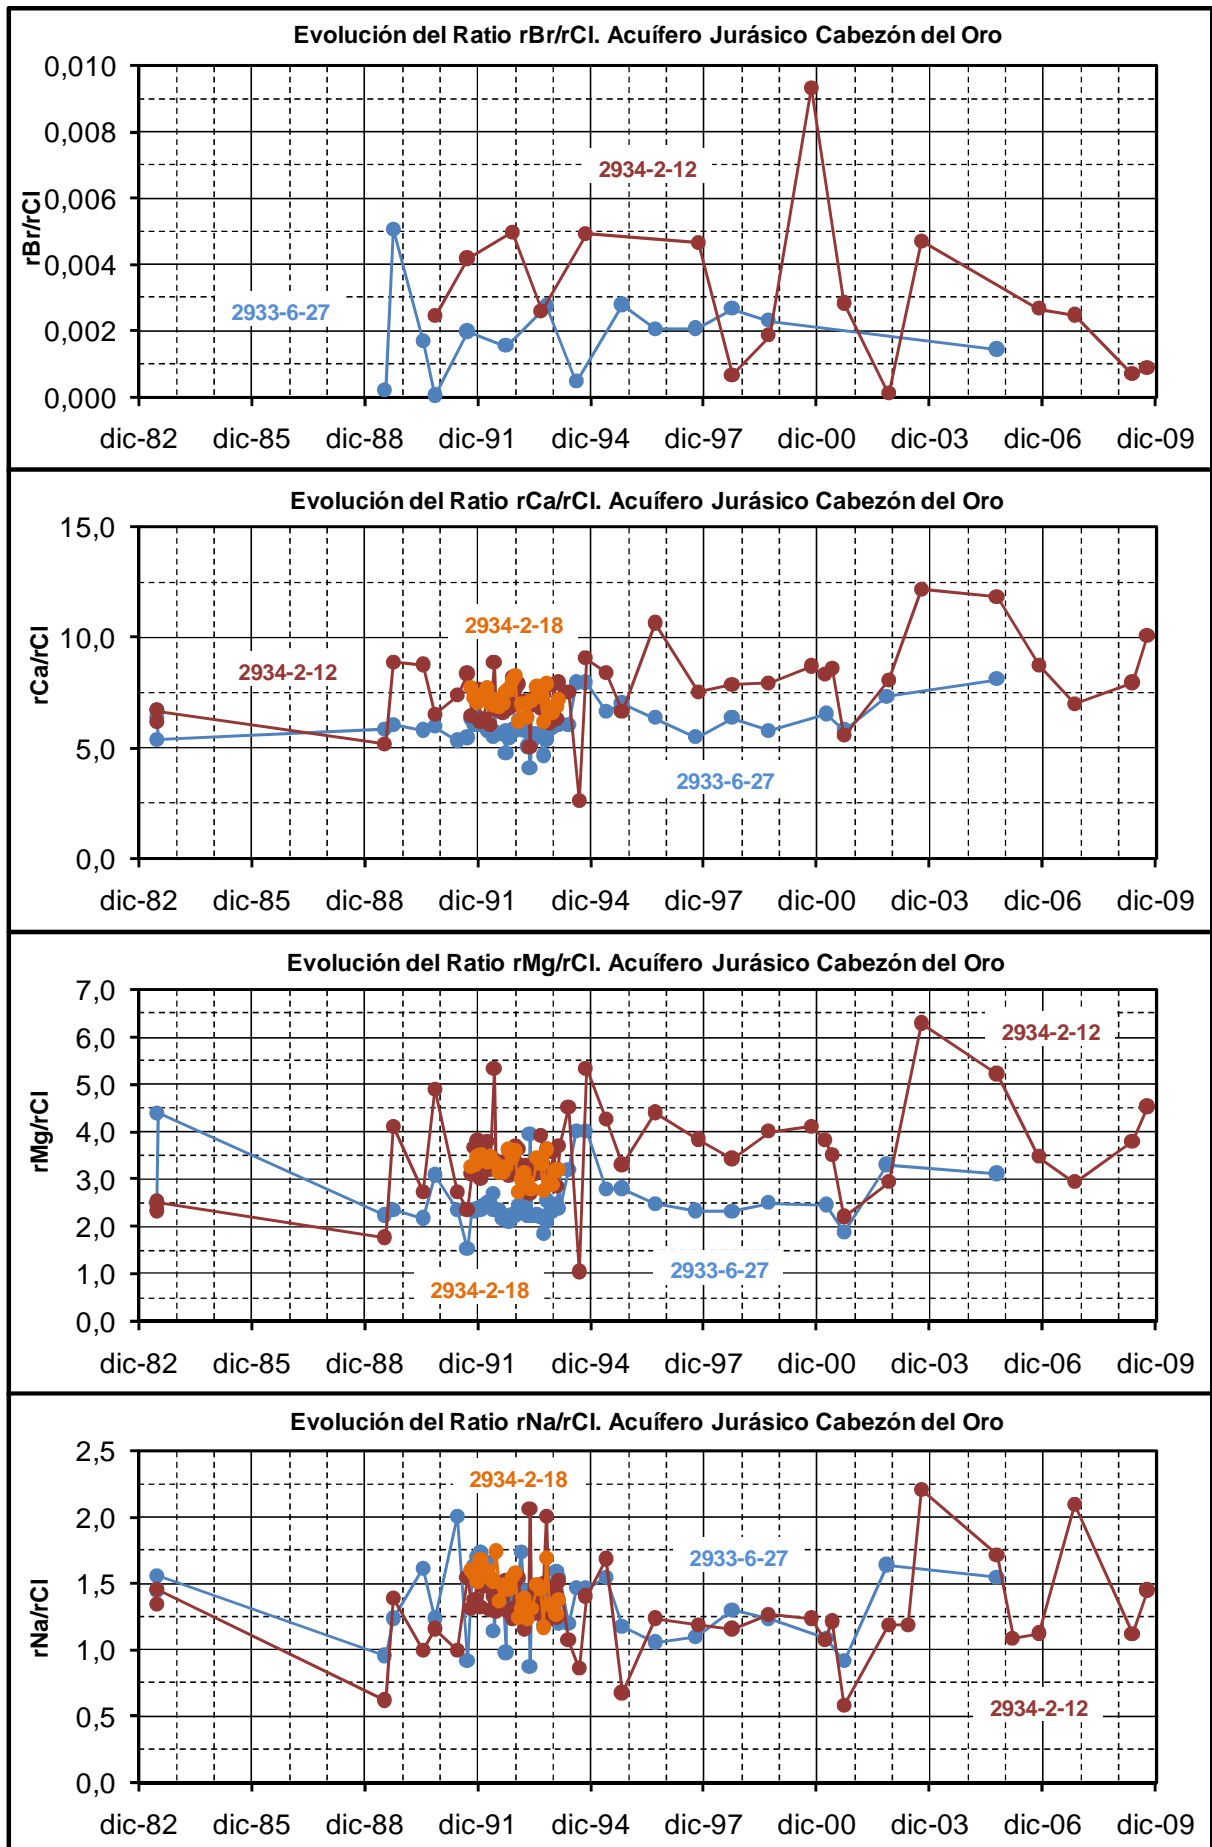 Evolución del Ratio rBr/rCl. Acuífero Jurásico Cabezón del Oro
0,010
0,008
0,006
0,004
0,002
0,000
rBr/rCl
2934-2-12
2933-6-27
dic-82 dic-85 dic-88 dic-91 dic-94 dic-97 dic-00 dic-03 dic-06 dic-09
Evolución del Ratio rCa/rCl. Acuífero Jurásico Cabezón del Oro
15,0
10,0
5,0
0,0
rCa/rCl
2934-2-18
2934-2-12
2933-6-27
dic-82 dic-85 dic-88 dic-91 dic-94 dic-97 dic-00 dic-03 dic-06 dic-09
Evolución del Ratio rMg/rCl. Acuífero Jurásico Cabezón del Oro
7,0
6,0
5,0
4,0
3,0
2,0
1,0
0,0
rMg/rCl
2934-2-12
2933-6-27
2934-2-18
dic-82 dic-85 dic-88 dic-91 dic-94 dic-97 dic-00 dic-03 dic-06 dic-09
Evolución del Ratio rNa/rCl. Acuífero Jurásico Cabezón del Oro
2,5
2,0
1,5
1,0
0,5
0,0
rNa/rCl
2934-2-18
2933-6-27
2934-2-12
dic-82 dic-85 dic-88 dic-91 dic-94 dic-97 dic-00 dic-03 dic-06 dic-09